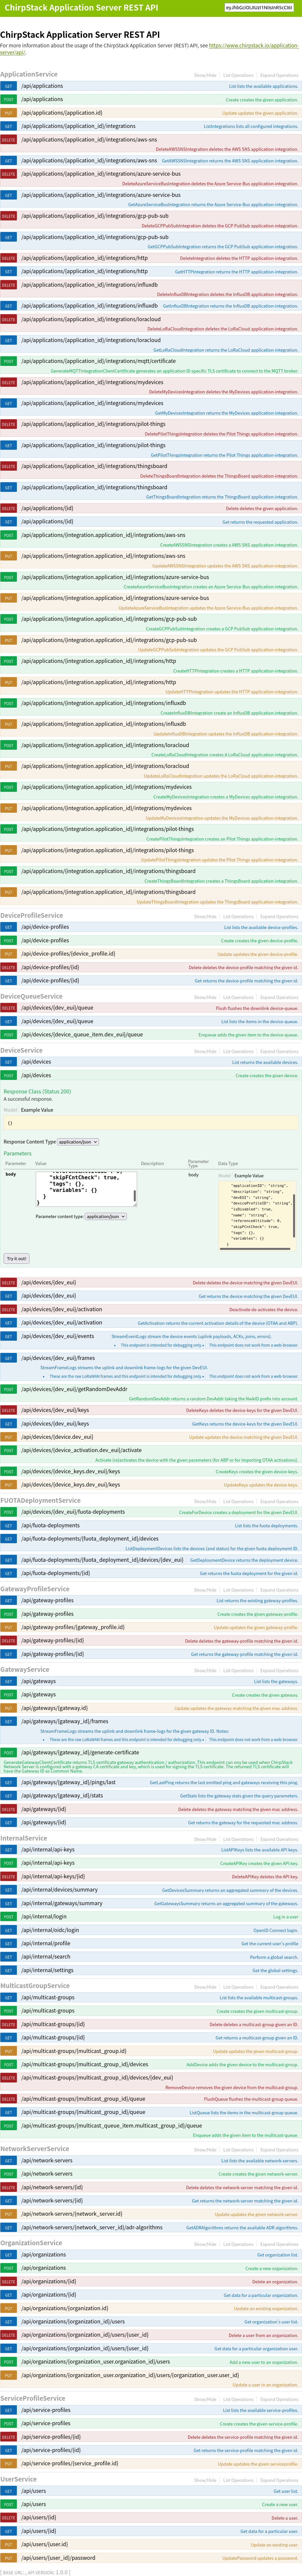 ChirpStack Application Server REST API
ChirpStack Application Server REST API
For more information about the usage of the ChirpStack Application Server (REST) API, see https://www.chirpstack.io/application-server/api/.
ApplicationService Show/Hide List Operations Expand Operations
GET /api/applications List lists the available applications.
POST /api/applications Create creates the given application.
PUT /api/applications/{application.id} Update updates the given application.
GET /api/applications/{application_id}/integrations ListIntegrations lists all configured integrations.
DELETE /api/applications/{application_id}/integrations/aws-sns
DeleteAWSSNSIntegration deletes the AWS SNS application-integration.
GET /api/applications/{application_id}/integrations/aws-sns GetAWSSNSIntegration returns the AWS SNS application-integration.
DELETE /api/applications/{application_id}/integrations/azure-service-bus
DeleteAzureServiceBusIntegration deletes the Azure Service-Bus application-integration.
GET /api/applications/{application_id}/integrations/azure-service-bus
GetAzureServiceBusIntegration returns the Azure Service-Bus application-integration.
DELETE /api/applications/{application_id}/integrations/gcp-pub-sub
DeleteGCPPubSubIntegration deletes the GCP PubSub application-integration.
GET /api/applications/{application_id}/integrations/gcp-pub-sub
GetGCPPubSubIntegration returns the GCP PubSub application-integration.
DELETE /api/applications/{application_id}/integrations/http DeleteIntegration deletes the HTTP application-integration.
GET /api/applications/{application_id}/integrations/http GetHTTPIntegration returns the HTTP application-integration.
DELETE /api/applications/{application_id}/integrations/influxdb
DeleteInfluxDBIntegration deletes the InfluxDB application-integration.
GET /api/applications/{application_id}/integrations/influxdb GetInfluxDBIntegration returns the InfluxDB application-integration.
DELETE /api/applications/{application_id}/integrations/loracloud
DeleteLoRaCloudIntegration deletes the LoRaCloud application-integration.
GET /api/applications/{application_id}/integrations/loracloud
GetLoRaCloudIntegration returns the LoRaCloud application-integration.
POST /api/applications/{application_id}/integrations/mqtt/certificate
GenerateMQTTIntegrationClientCertificate generates an application ID specific TLS certificate to connect to the MQTT broker.
DELETE /api/applications/{application_id}/integrations/mydevices
DeleteMyDevicesIntegration deletes the MyDevices application-integration.
GET /api/applications/{application_id}/integrations/mydevices
GetMyDevicesIntegration returns the MyDevices application-integration.
DELETE /api/applications/{application_id}/integrations/pilot-things
DeletePilotThingsIntegration deletes the Pilot Things application-integration.
GET /api/applications/{application_id}/integrations/pilot-things
GetPilotThingsIntegration returns the Pilot Things application-integration.
DELETE /api/applications/{application_id}/integrations/thingsboard
DeleteThingsBoardIntegration deletes the ThingsBoard application-integration.
GET /api/applications/{application_id}/integrations/thingsboard
GetThingsBoardIntegration returns the ThingsBoard application-integration.
DELETE /api/applications/{id} Delete deletes the given application.
GET /api/applications/{id} Get returns the requested application.
POST /api/applications/{integration.application_id}/integrations/aws-sns
CreateAWSSNSIntegration creates a AWS SNS application-integration.
PUT /api/applications/{integration.application_id}/integrations/aws-sns
UpdateAWSSNSIntegration updates the AWS SNS application-integration.
POST /api/applications/{integration.application_id}/integrations/azure-service-bus
CreateAzureServiceBusIntegration creates an Azure Service-Bus application-integration.
PUT /api/applications/{integration.application_id}/integrations/azure-service-bus
UpdateAzureServiceBusIntegration updates the Azure Service-Bus application-integration.
POST /api/applications/{integration.application_id}/integrations/gcp-pub-sub
CreateGCPPubSubIntegration creates a GCP PubSub application-integration.
PUT /api/applications/{integration.application_id}/integrations/gcp-pub-sub
UpdateGCPPubSubIntegration updates the GCP PubSub application-integration.
POST /api/applications/{integration.application_id}/integrations/http
CreateHTTPIntegration creates a HTTP application-integration.
PUT /api/applications/{integration.application_id}/integrations/http
UpdateHTTPIntegration updates the HTTP application-integration.
POST /api/applications/{integration.application_id}/integrations/influxdb
CreateInfluxDBIntegration create an InfluxDB application-integration.
PUT /api/applications/{integration.application_id}/integrations/influxdb
UpdateInfluxDBIntegration updates the InfluxDB application-integration.
POST /api/applications/{integration.application_id}/integrations/loracloud
CreateLoRaCloudIntegration creates A LoRaCloud application-integration.
PUT /api/applications/{integration.application_id}/integrations/loracloud
UpdateLoRaCloudIntegration updates the LoRaCloud application-integration.
POST /api/applications/{integration.application_id}/integrations/mydevices
CreateMyDevicesIntegration creates a MyDevices application-integration.
PUT /api/applications/{integration.application_id}/integrations/mydevices
UpdateMyDevicesIntegration updates the MyDevices application-integration.
POST /api/applications/{integration.application_id}/integrations/pilot-things
CreatePilotThingsIntegration creates an Pilot Things application-integration.
PUT /api/applications/{integration.application_id}/integrations/pilot-things
UpdatePilotThingsIntegration updates the Pilot Things application-integration.
POST /api/applications/{integration.application_id}/integrations/thingsboard
CreateThingsBoardIntegration creates a ThingsBoard application-integration.
PUT /api/applications/{integration.application_id}/integrations/thingsboard
UpdateThingsBoardIntegration updates the ThingsBoard application-integration.
DeviceProfileService Show/Hide List Operations Expand Operations
GET /api/device-profiles List lists the available device-profiles.
POST /api/device-profiles Create creates the given device-profile.
PUT /api/device-profiles/{device_profile.id} Update updates the given device-profile.
DELETE /api/device-profiles/{id} Delete deletes the device-profile matching the given id.
GET /api/device-profiles/{id} Get returns the device-profile matching the given id.
DeviceQueueService Show/Hide List Operations Expand Operations
DELETE /api/devices/{dev_eui}/queue Flush flushes the downlink device-queue.
GET /api/devices/{dev_eui}/queue List lists the items in the device-queue.
POST /api/devices/{device_queue_item.dev_eui}/queue Enqueue adds the given item to the device-queue.
DeviceService Show/Hide List Operations Expand Operations
GET /api/devices List returns the available devices.
POST /api/devices Create creates the given device.
Response Class (Status 200)
A successful response.
Model Example Value
{}
Response Content Type application/json
Parameters
Parameter Value Description Parameter Type Data Type
body
"skipFCntCheck": true,
"tags": {},
"variables": {}
}
}
Parameter content type: application/json
body
Model Example Value
"applicationID": "string",
"description": "string",
"devEUI": "string",
"deviceProfileID": "string",
"isDisabled": true,
"name": "string",
"referenceAltitude": 0,
"skipFCntCheck": true,
"tags": {},
"variables": {}
}
Try it out!
DELETE /api/devices/{dev_eui} Delete deletes the device matching the given DevEUI.
GET /api/devices/{dev_eui} Get returns the device matching the given DevEUI.
DELETE /api/devices/{dev_eui}/activation Deactivate de-activates the device.
GET /api/devices/{dev_eui}/activation GetActivation returns the current activation details of the device (OTAA and ABP).
GET /api/devices/{dev_eui}/events StreamEventLogs stream the device events (uplink payloads, ACKs, joins, errors).
• This endpoint is intended for debugging only. • This endpoint does not work from a web-browser.
GET /api/devices/{dev_eui}/frames
StreamFrameLogs streams the uplink and downlink frame-logs for the given DevEUI.
• These are the raw LoRaWAN frames and this endpoint is intended for debugging only. • This endpoint does not work from a web-browser.
POST /api/devices/{dev_eui}/getRandomDevAddr
GetRandomDevAddr returns a random DevAddr taking the NwkID prefix into account.
DELETE /api/devices/{dev_eui}/keys DeleteKeys deletes the device-keys for the given DevEUI.
GET /api/devices/{dev_eui}/keys GetKeys returns the device-keys for the given DevEUI.
PUT /api/devices/{device.dev_eui} Update updates the device matching the given DevEUI.
POST /api/devices/{device_activation.dev_eui}/activate
Activate (re)activates the device with the given parameters (for ABP or for importing OTAA activations).
POST /api/devices/{device_keys.dev_eui}/keys CreateKeys creates the given device-keys.
PUT /api/devices/{device_keys.dev_eui}/keys UpdateKeys updates the device-keys.
FUOTADeploymentService Show/Hide List Operations Expand Operations
POST /api/devices/{dev_eui}/fuota-deployments CreateForDevice creates a deployment for the given DevEUI.
GET /api/fuota-deployments List lists the fuota deployments.
GET /api/fuota-deployments/{fuota_deployment_id}/devices
ListDeploymentDevices lists the devices (and status) for the given fuota deployment ID.
GET /api/fuota-deployments/{fuota_deployment_id}/devices/{dev_eui} GetDeploymentDevice returns the deployment device.
GET /api/fuota-deployments/{id} Get returns the fuota deployment for the given id.
GatewayProfileService Show/Hide List Operations Expand Operations
GET /api/gateway-profiles List returns the existing gateway-profiles.
POST /api/gateway-profiles Create creates the given gateway-profile.
PUT /api/gateway-profiles/{gateway_profile.id} Update updates the given gateway-profile.
DELETE /api/gateway-profiles/{id} Delete deletes the gateway-profile matching the given id.
GET /api/gateway-profiles/{id} Get returns the gateway-profile matching the given id.
GatewayService Show/Hide List Operations Expand Operations
GET /api/gateways List lists the gateways.
POST /api/gateways Create creates the given gateway.
PUT /api/gateways/{gateway.id} Update updates the gateway matching the given mac address.
GET /api/gateways/{gateway_id}/frames
StreamFrameLogs streams the uplink and downlink frame-logs for the given gateway ID. Notes:
• These are the raw LoRaWAN frames and this endpoint is intended for debugging only. • This endpoint does not work from a web-browser.
POST /api/gateways/{gateway_id}/generate-certificate
GenerateGatewayClientCertificate returns TLS certificate gateway authentication / authorization. This endpoint can ony be used when ChirpStack Network Server is configured with a gateway CA certificate and key, which is used for signing the TLS certificate. The returned TLS certificate will have the Gateway ID as Common Name.
GET /api/gateways/{gateway_id}/pings/last GetLastPing returns the last emitted ping and gateways receiving this ping.
GET /api/gateways/{gateway_id}/stats GetStats lists the gateway stats given the query parameters.
DELETE /api/gateways/{id} Delete deletes the gateway matching the given mac address.
GET /api/gateways/{id} Get returns the gateway for the requested mac address.
InternalService Show/Hide List Operations Expand Operations
GET /api/internal/api-keys ListAPIKeys lists the available API keys.
POST /api/internal/api-keys CreateAPIKey creates the given API key.
DELETE /api/internal/api-keys/{id} DeleteAPIKey deletes the API key.
GET /api/internal/devices/summary GetDevicesSummary returns an aggregated summary of the devices.
GET /api/internal/gateways/summary GetGatewaysSummary returns an aggregated summary of the gateways.
POST /api/internal/login Log in a user
GET /api/internal/oidc/login OpenID Connect login.
GET /api/internal/profile Get the current user's profile
GET /api/internal/search Perform a global search.
GET /api/internal/settings Get the global settings.
MulticastGroupService Show/Hide List Operations Expand Operations
GET /api/multicast-groups List lists the available multicast-groups.
POST /api/multicast-groups Create creates the given multicast-group.
DELETE /api/multicast-groups/{id} Delete deletes a multicast-group given an ID.
GET /api/multicast-groups/{id} Get returns a multicast-group given an ID.
PUT /api/multicast-groups/{multicast_group.id} Update updates the given multicast-group.
POST /api/multicast-groups/{multicast_group_id}/devices AddDevice adds the given device to the multicast-group.
DELETE /api/multicast-groups/{multicast_group_id}/devices/{dev_eui}
RemoveDevice removes the given device from the multicast-group.
DELETE /api/multicast-groups/{multicast_group_id}/queue FlushQueue flushes the multicast-group queue.
GET /api/multicast-groups/{multicast_group_id}/queue ListQueue lists the items in the multicast-group queue.
POST /api/multicast-groups/{multicast_queue_item.multicast_group_id}/queue
Enqueue adds the given item to the multicast-queue.
NetworkServerService Show/Hide List Operations Expand Operations
GET /api/network-servers List lists the available network-servers.
POST /api/network-servers Create creates the given network-server.
DELETE /api/network-servers/{id} Delete deletes the network-server matching the given id.
GET /api/network-servers/{id} Get returns the network-server matching the given id.
PUT /api/network-servers/{network_server.id} Update updates the given network-server.
GET /api/network-servers/{network_server_id}/adr-algorithms GetADRAlgorithms returns the available ADR algorithms.
OrganizationService Show/Hide List Operations Expand Operations
GET /api/organizations Get organization list.
POST /api/organizations Create a new organization.
DELETE /api/organizations/{id} Delete an organization.
GET /api/organizations/{id} Get data for a particular organization.
PUT /api/organizations/{organization.id} Update an existing organization.
GET /api/organizations/{organization_id}/users Get organization's user list.
DELETE /api/organizations/{organization_id}/users/{user_id} Delete a user from an organization.
GET /api/organizations/{organization_id}/users/{user_id} Get data for a particular organization user.
POST /api/organizations/{organization_user.organization_id}/users Add a new user to an organization.
PUT /api/organizations/{organization_user.organization_id}/users/{organization_user.user_id}
Update a user in an organization.
ServiceProfileService Show/Hide List Operations Expand Operations
GET /api/service-profiles List lists the available service-profiles.
POST /api/service-profiles Create creates the given service-profile.
DELETE /api/service-profiles/{id} Delete deletes the service-profile matching the given id.
GET /api/service-profiles/{id} Get returns the service-profile matching the given id.
PUT /api/service-profiles/{service_profile.id} Update updates the given serviceprofile.
UserService Show/Hide List Operations Expand Operations
GET /api/users Get user list.
POST /api/users Create a new user.
DELETE /api/users/{id} Delete a user.
GET /api/users/{id} Get data for a particular user.
PUT /api/users/{user.id} Update an existing user.
PUT /api/users/{user_id}/password UpdatePassword updates a password.
[ BASE URL: , API VERSION: 1.0.0 ]